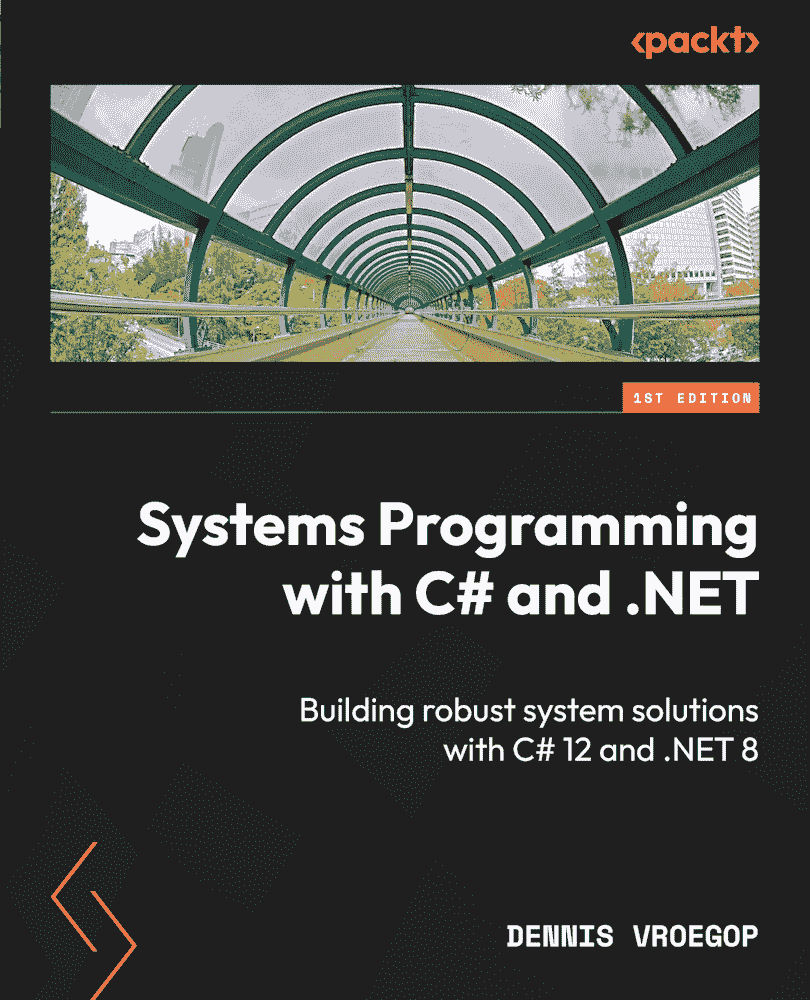 <packt>
1ST EDITION
Systems Programming
with C# and .NET
Building robust system solutions
with C# 12 and .NET 8
DENNIS VROEGOP